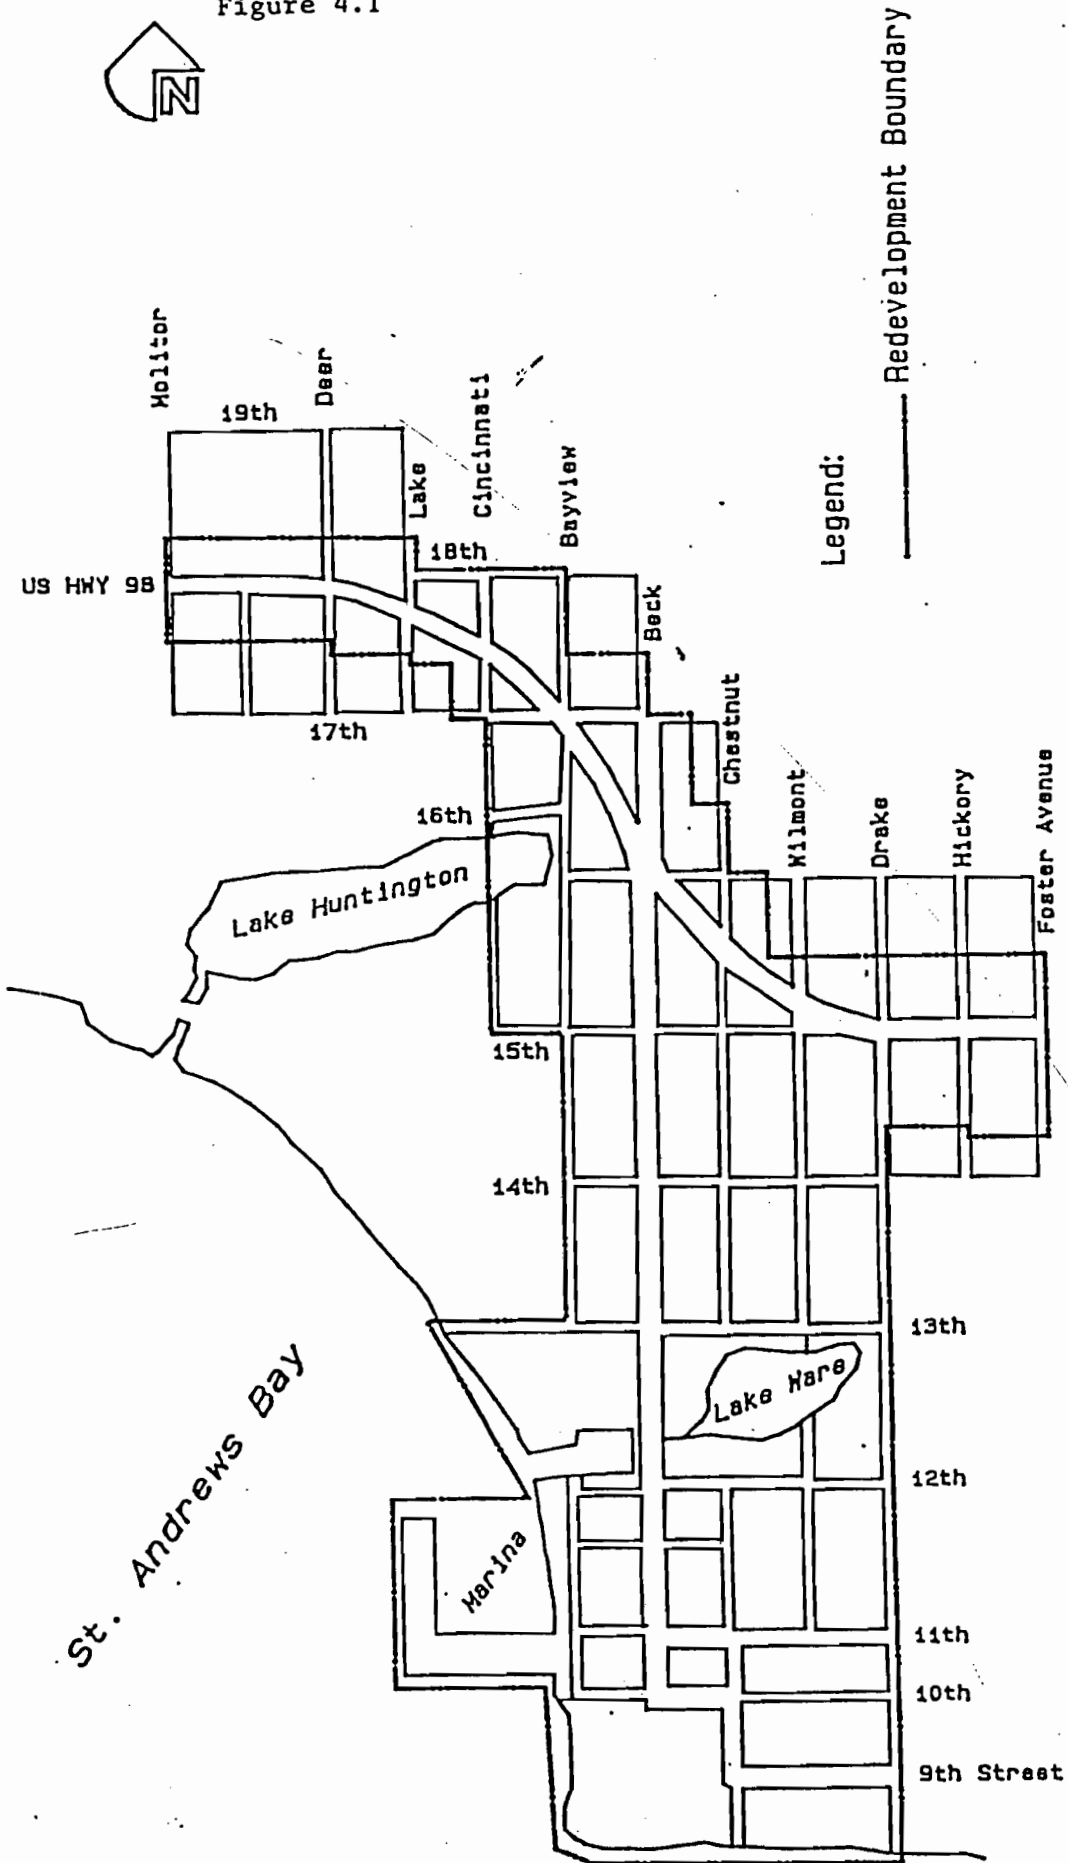 Figure 4.1
N
Redevelopment Boundary
Legend:
Molitor
Deer
19th
Lake
Cincinnati
Bayview
18th
US HWY 98
Beck
17th
Chestnut
16th
Wilmont
Drake
Hickory
Foster Avenue
Lake Huntington
15th
14th
13th
Lake Ware
St. Andrews Bay
12th
Marina
11th
10th
9th Street